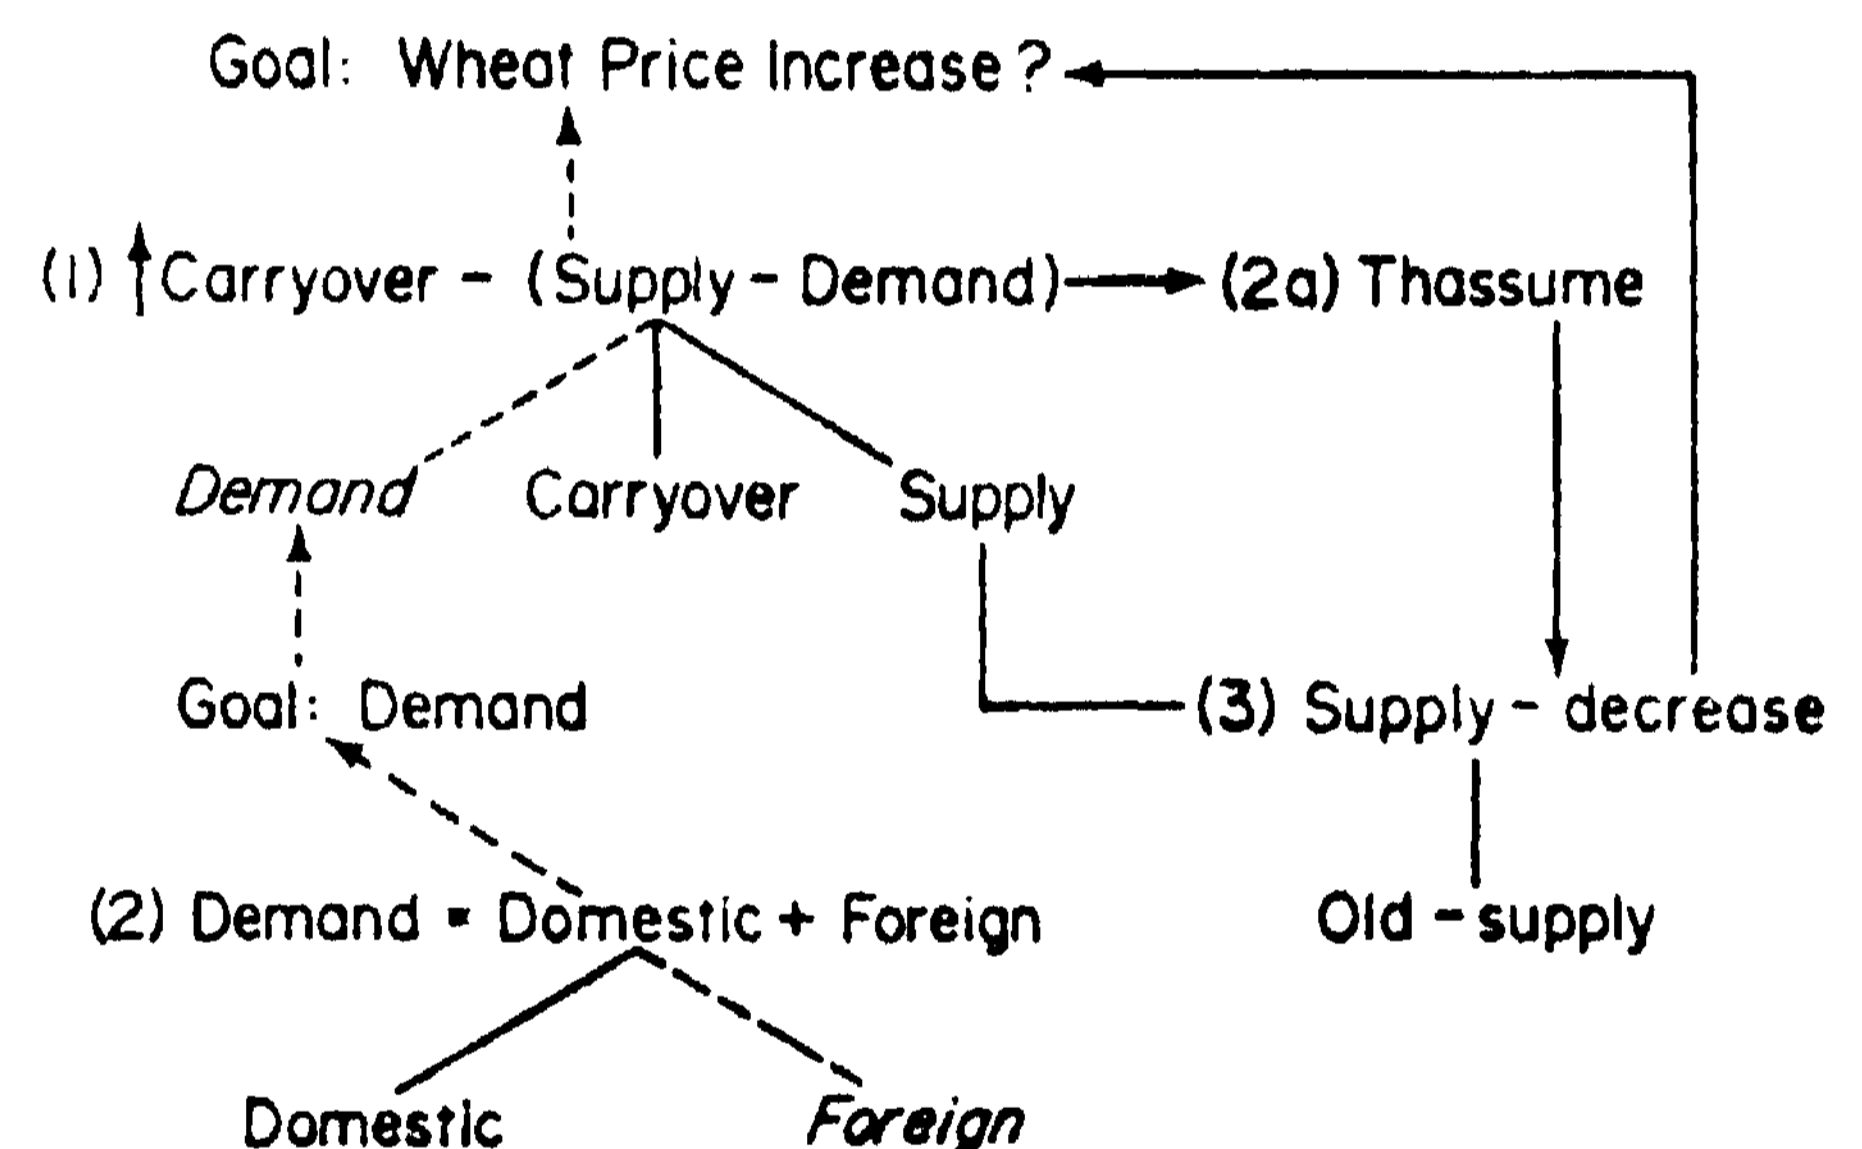 Goal: Wheat Price Increase?
(1) ↑Carryover - (Supply - Demand) (2a) Thassume
Demand Carryover Supply
Goal: Demand (3) Supply - decrease
(2) Demand = Domestic + Foreign Old - supply
Domestic Foreign